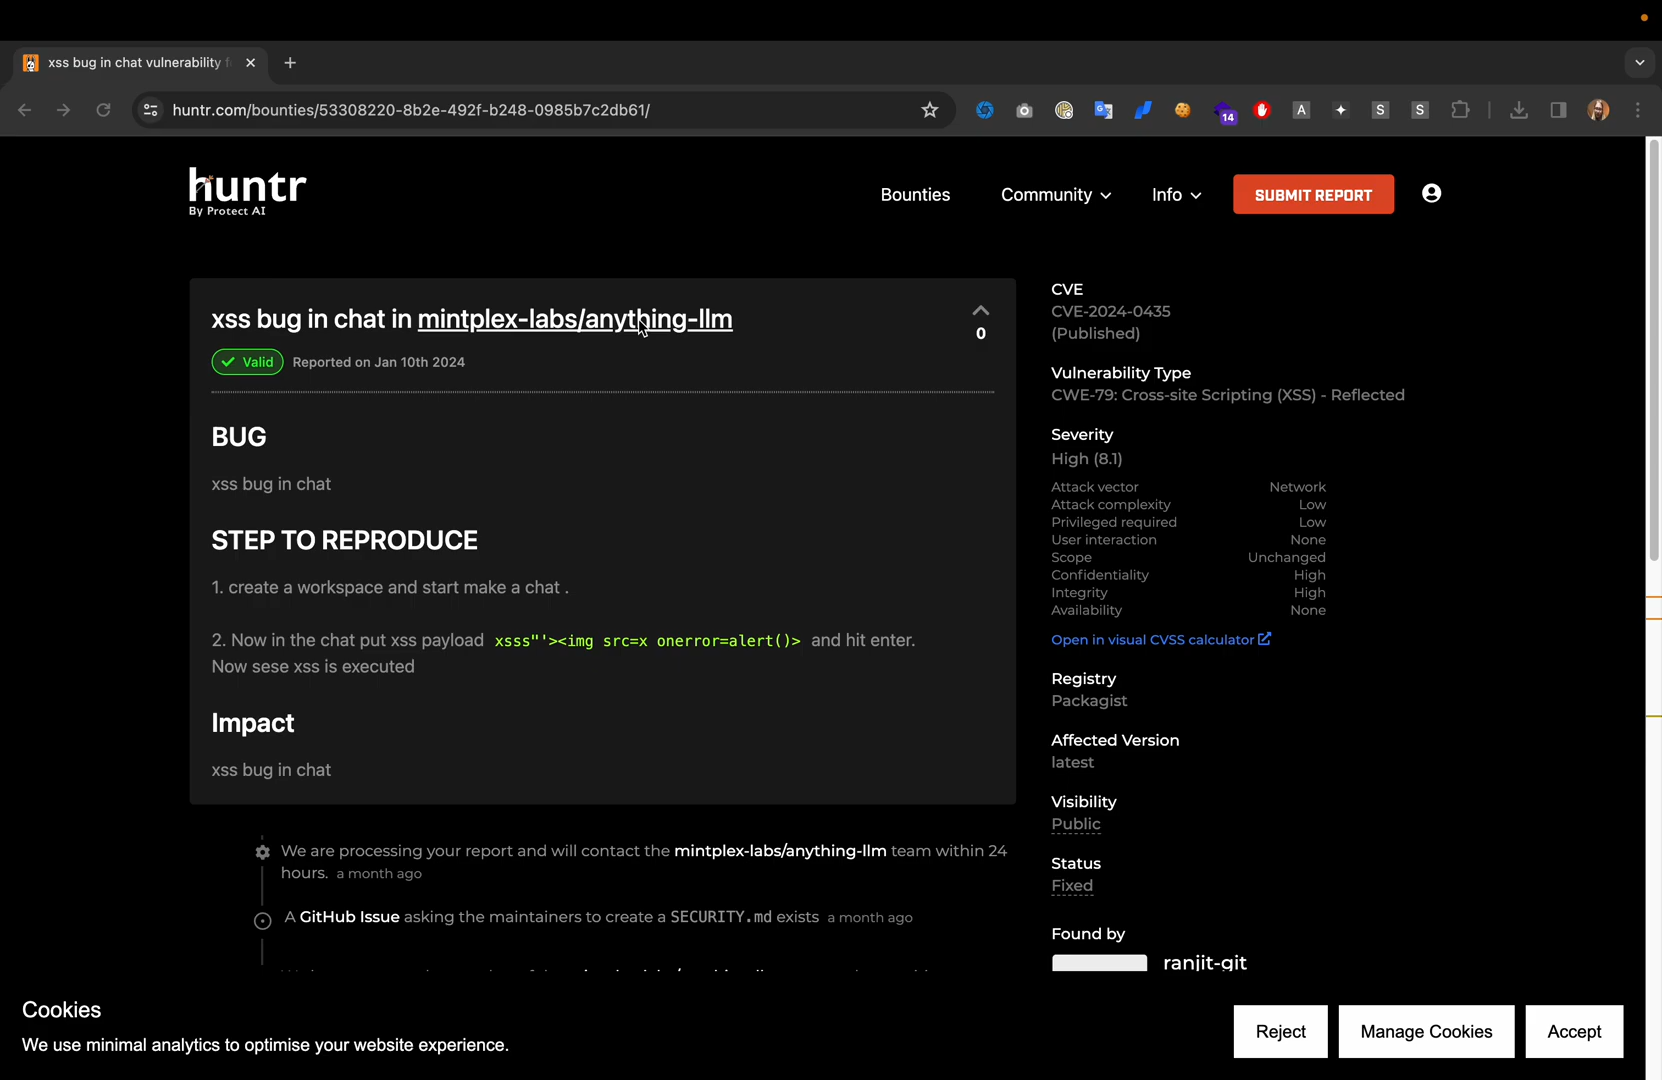 xss bug in chat vulnerability f
huntr.com/bounties/53308220-8b2e-492f-b248-0985b7c2db61/
14
A
S
S
huntr
By Protect AI
Bounties
Community
Info
SUBMIT REPORT
xss bug in chat in mintplex-labs/anything-llm
0
Valid
Reported on Jan 10th 2024
BUG
xss bug in chat
STEP TO REPRODUCE
1. create a workspace and start make a chat .
2. Now in the chat put xss payload xsss"'><img src=x onerror=alert()> and hit enter.
Now sese xss is executed
Impact
xss bug in chat
We are processing your report and will contact the mintplex-labs/anything-llm team within 24
hours. a month ago
A GitHub Issue asking the maintainers to create a SECURITY.md exists a month ago
CVE
CVE-2024-0435
(Published)
Vulnerability Type
CWE-79: Cross-site Scripting (XSS) - Reflected
Severity
High (8.1)
Attack vector Network
Attack complexity Low
Privileged required Low
User interaction None
Scope Unchanged
Confidentiality High
Integrity High
Availability None
Open in visual CVSS calculator
Registry
Packagist
Affected Version
latest
Visibility
Public
Status
Fixed
Found by
ranjit-git
Cookies
We use minimal analytics to optimise your website experience.
Reject
Manage Cookies
Accept